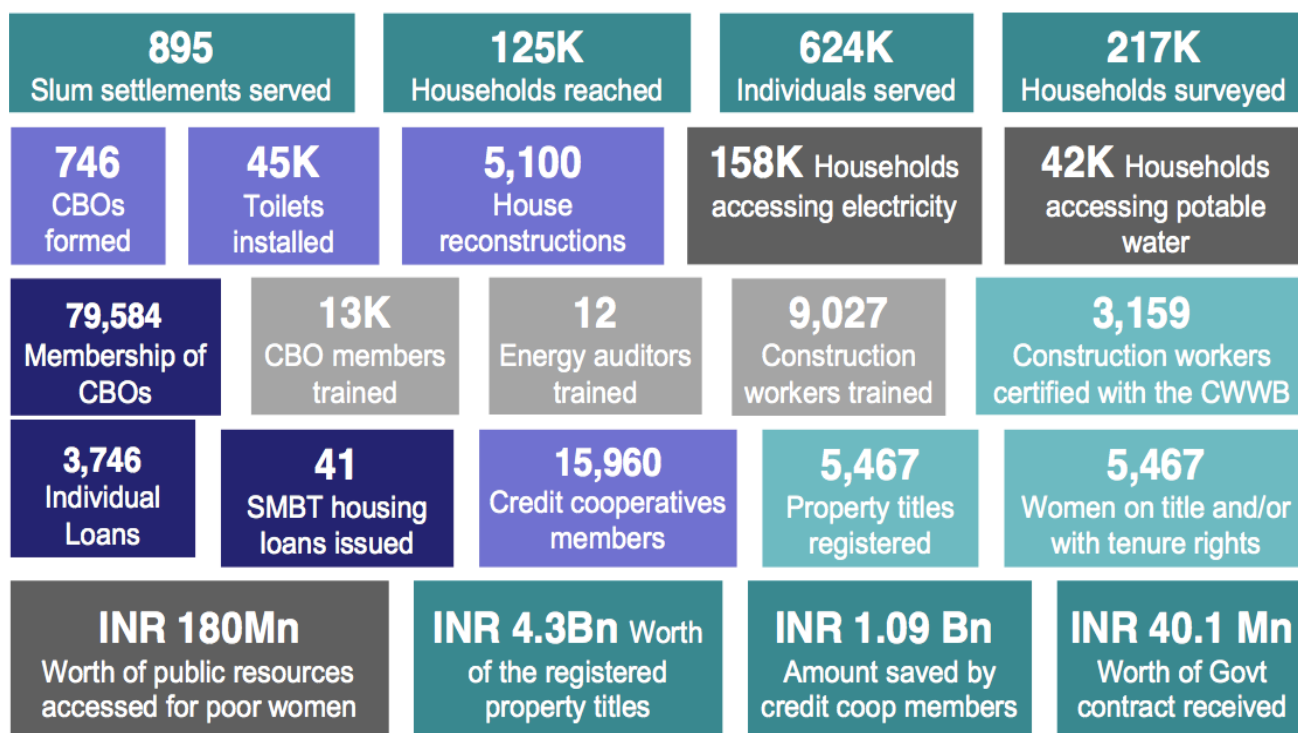 895
Slum settlements served
125K
Households reached
624K
Individuals served
217K
Households surveyed
746
CBOs
formed
45K
Toilets
installed
5,100
House
reconstructions
158K Households
accessing electricity
42K Households
accessing potable
water
79,584
Membership of
CBOs
13K
CBO members
trained
12
Energy auditors
trained
9,027
Construction
workers trained
3,159
Construction workers
certified with the CWWB
3,746
Individual
Loans
41
SMBT housing
loans issued
15,960
Credit cooperatives
members
5,467
Property titles
registered
5,467
Women on title and/or
with tenure rights
INR 180Mn
Worth of public resources
accessed for poor women
INR 4.3Bn Worth
of the registered
property titles
INR 1.09 Bn
Amount saved by
credit coop members
INR 40.1 Mn
Worth of Govt
contract received